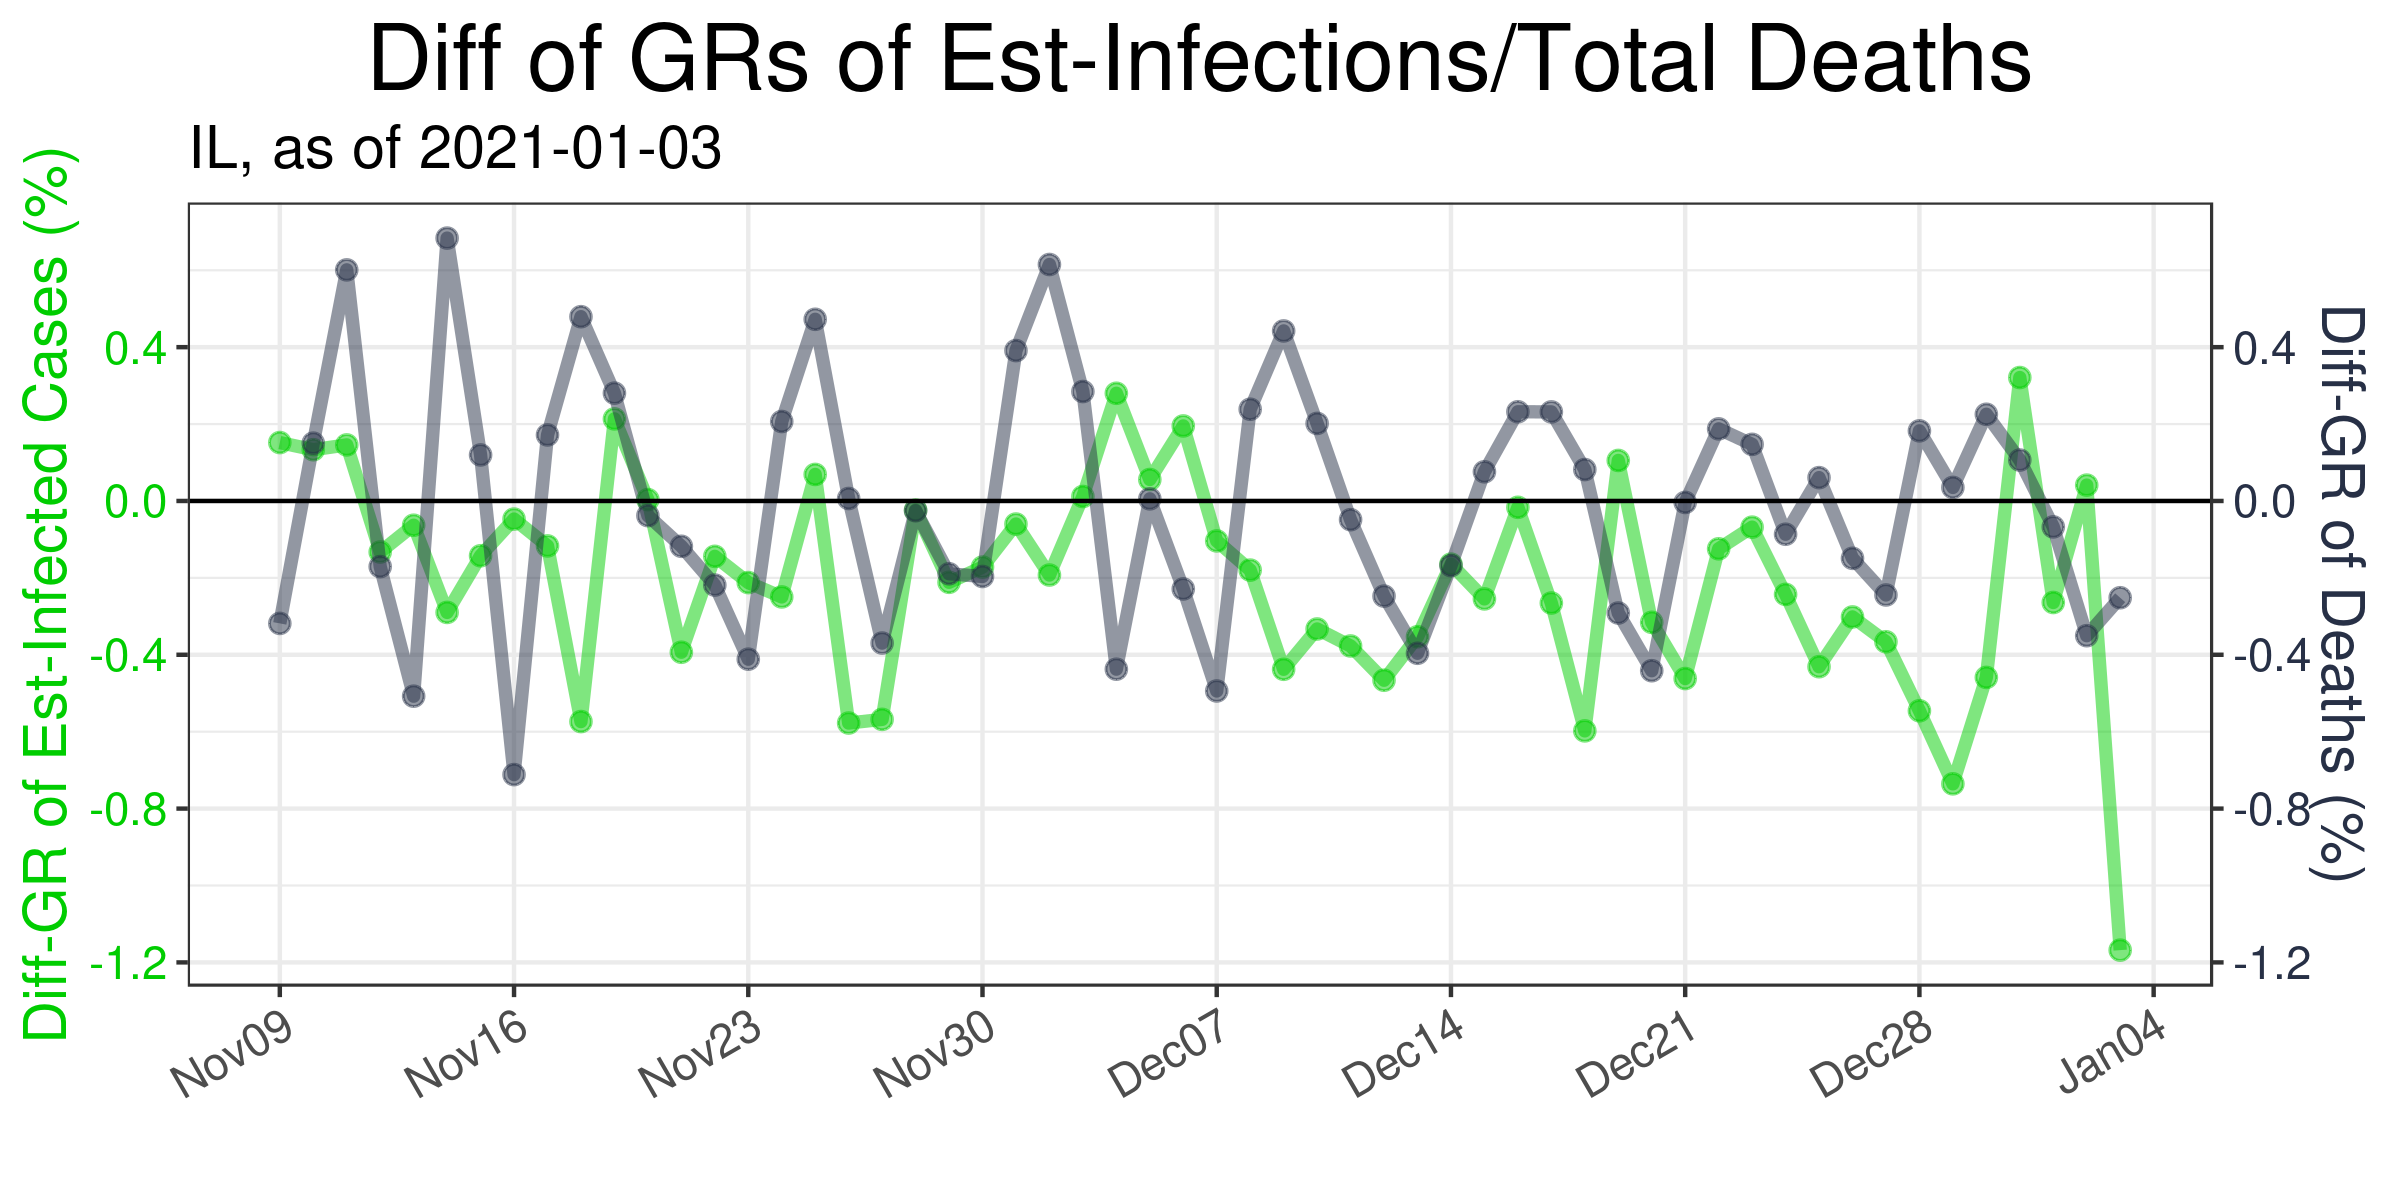 Diff of GRs of Est-Infections/Total Deaths
IL, as of 2021-01-03
Diff-GR of Est-Infected Cases (%)
0.4
0.0
-0.4
-0.8
-1.2
0.4
0.0
-0.4
-0.8
-1.2
Diff-GR of Deaths (%)
Nov09
Nov16
Nov23
Nov30
Dec07
Dec14
Dec21
Dec28
Jan04